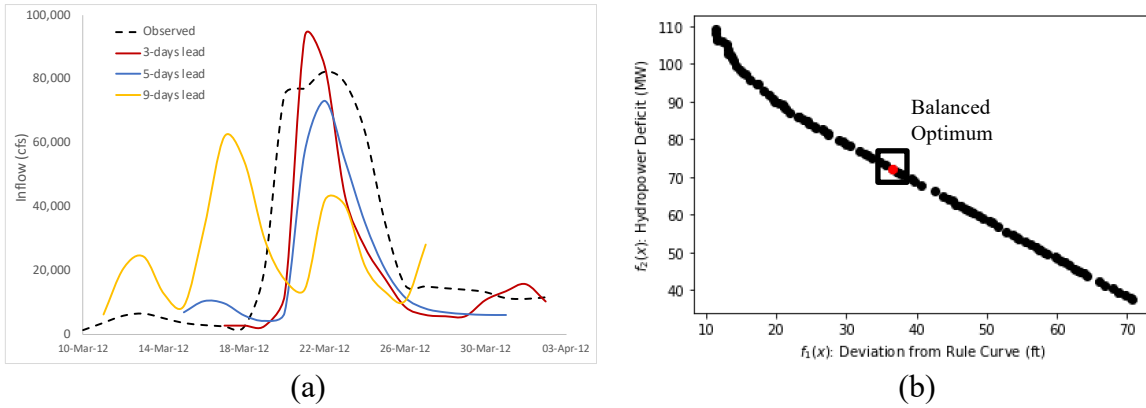 100,000
80,000
60,000
40,000
20,000
0
Inflow (cfs)
Observed
3-days lead
5-days lead
9-days lead
10-Mar-12 14-Mar-12 18-Mar-12 22-Mar-12 26-Mar-12 30-Mar-12 03-Apr-12
(a)
110
100
90
80
70
60
50
40
f₂(x): Hydropower Deficit (MW)
Balanced
Optimum
10 20 30 40 50 60 70
f₁(x): Deviation from Rule Curve (ft)
(b)